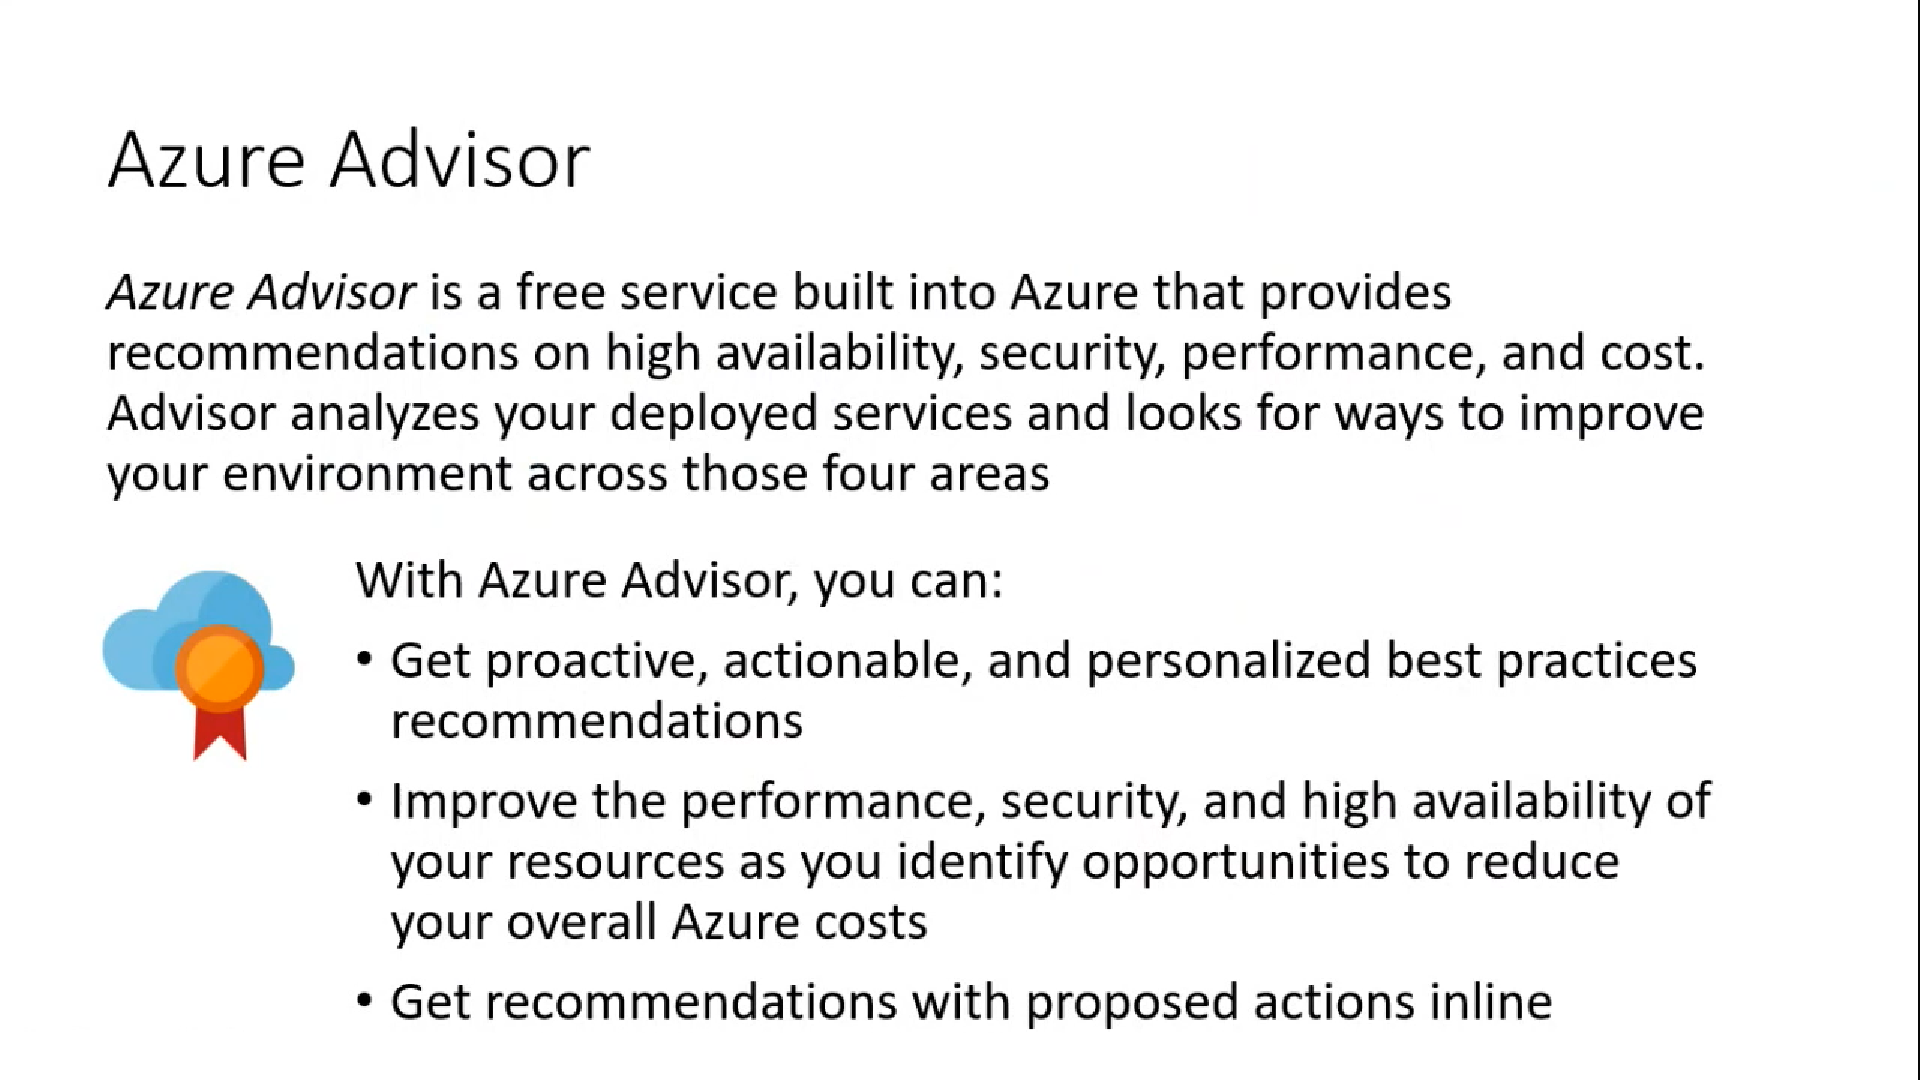 Azure Advisor
Azure Advisor is a free service built into Azure that provides
recommendations on high availability, security, performance, and cost.
Advisor analyzes your deployed services and looks for ways to improve
your environment across those four areas
With Azure Advisor, you can:
• Get proactive, actionable, and personalized best practices
recommendations
• Improve the performance, security, and high availability of
your resources as you identify opportunities to reduce
your overall Azure costs
• Get recommendations with proposed actions inline